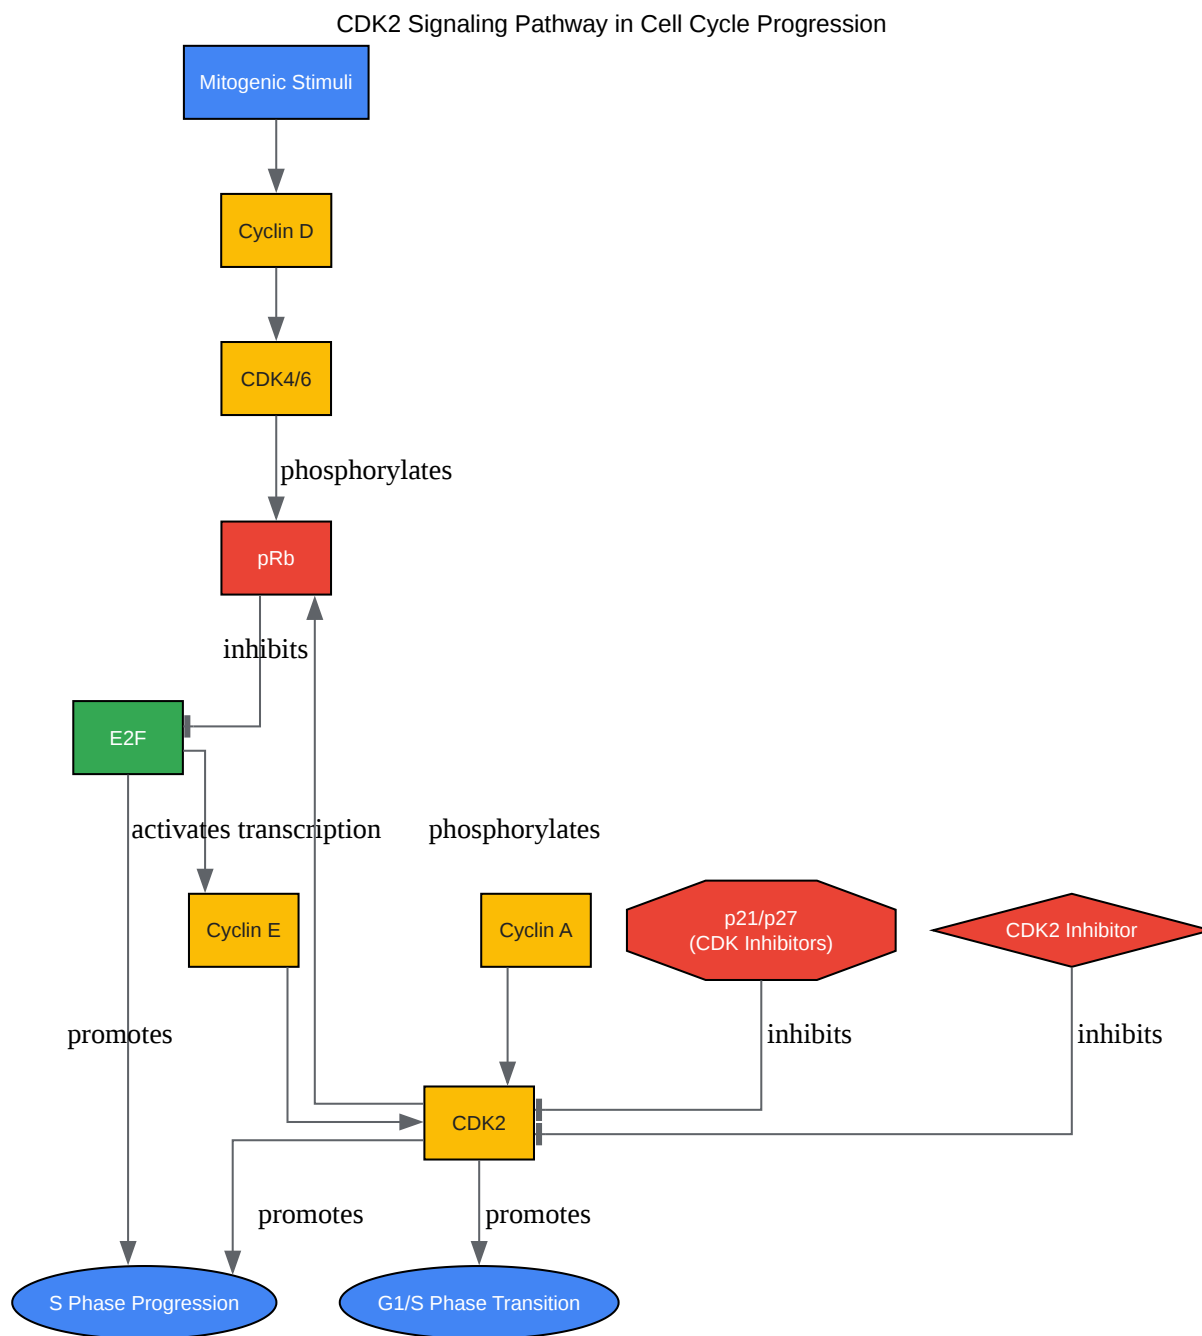 CDK2 Signaling Pathway in Cell Cycle Progression
Mitogenic Stimuli
Cyclin D
CDK4/6
phosphorylates
pRb
inhibits
E2F
activates transcription
phosphorylates
Cyclin E
Cyclin A
p21/p27
(CDK Inhibitors)
CDK2 Inhibitor
promotes
inhibits
inhibits
CDK2
promotes
promotes
S Phase Progression
G1/S Phase Transition